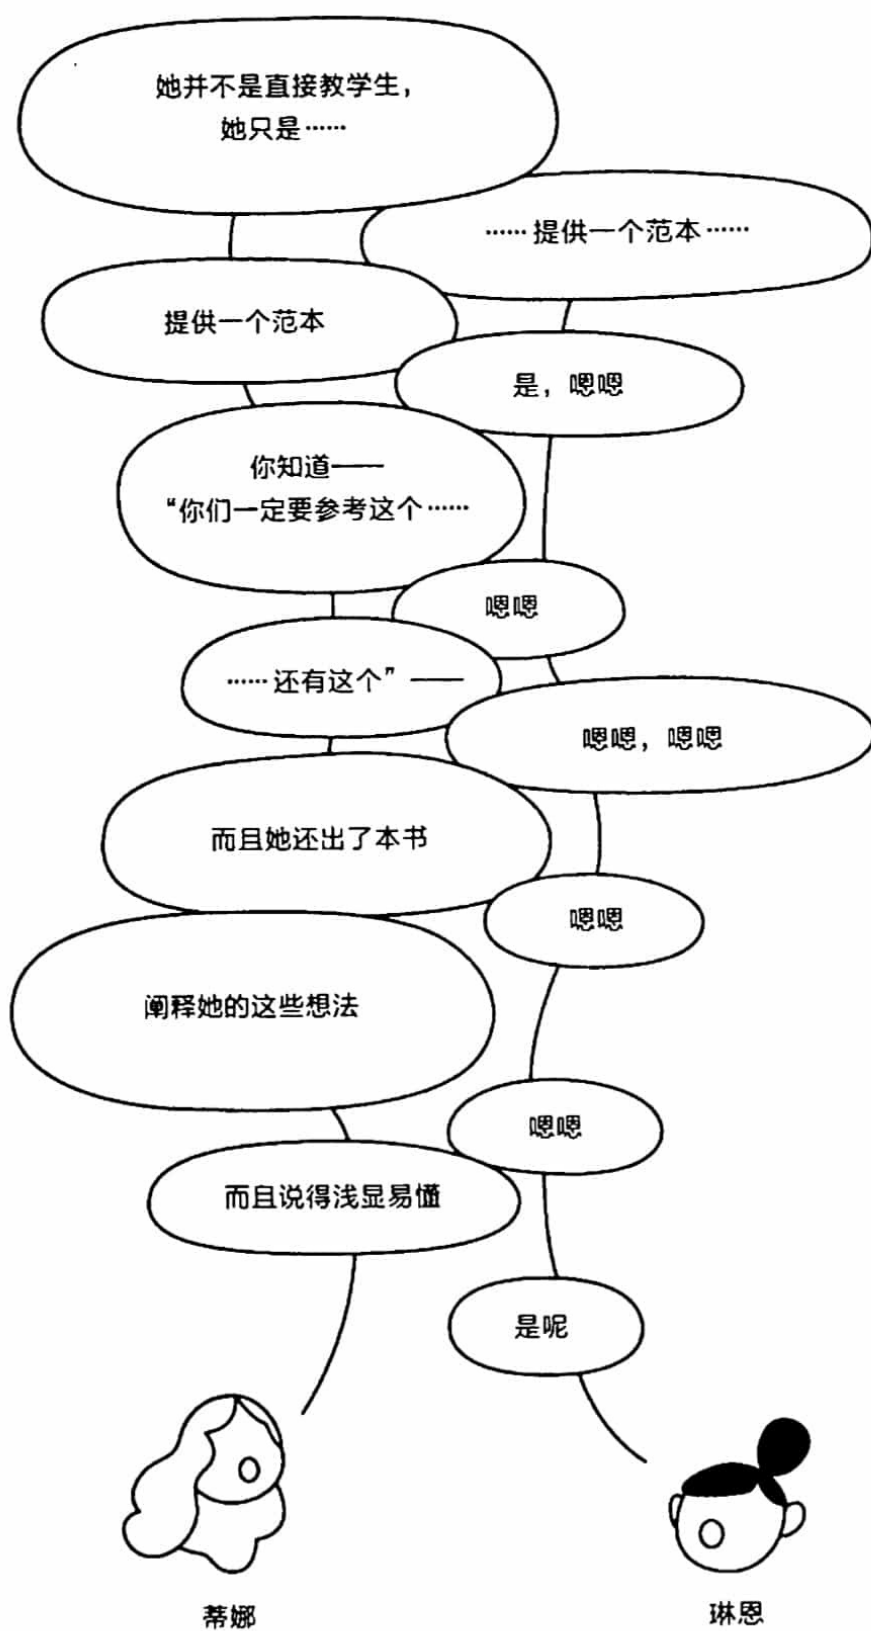 她并不是直接教学生，
她只是……
……提供一个范本……
提供一个范本
是，嗯嗯
你知道——
“你们一定要参考这个……
嗯嗯
……还有这个”——
嗯嗯，嗯嗯
而且她还出了本书
嗯嗯
阐释她的这些想法
嗯嗯
而且说得浅显易懂
是呢
蒂娜
琳恩